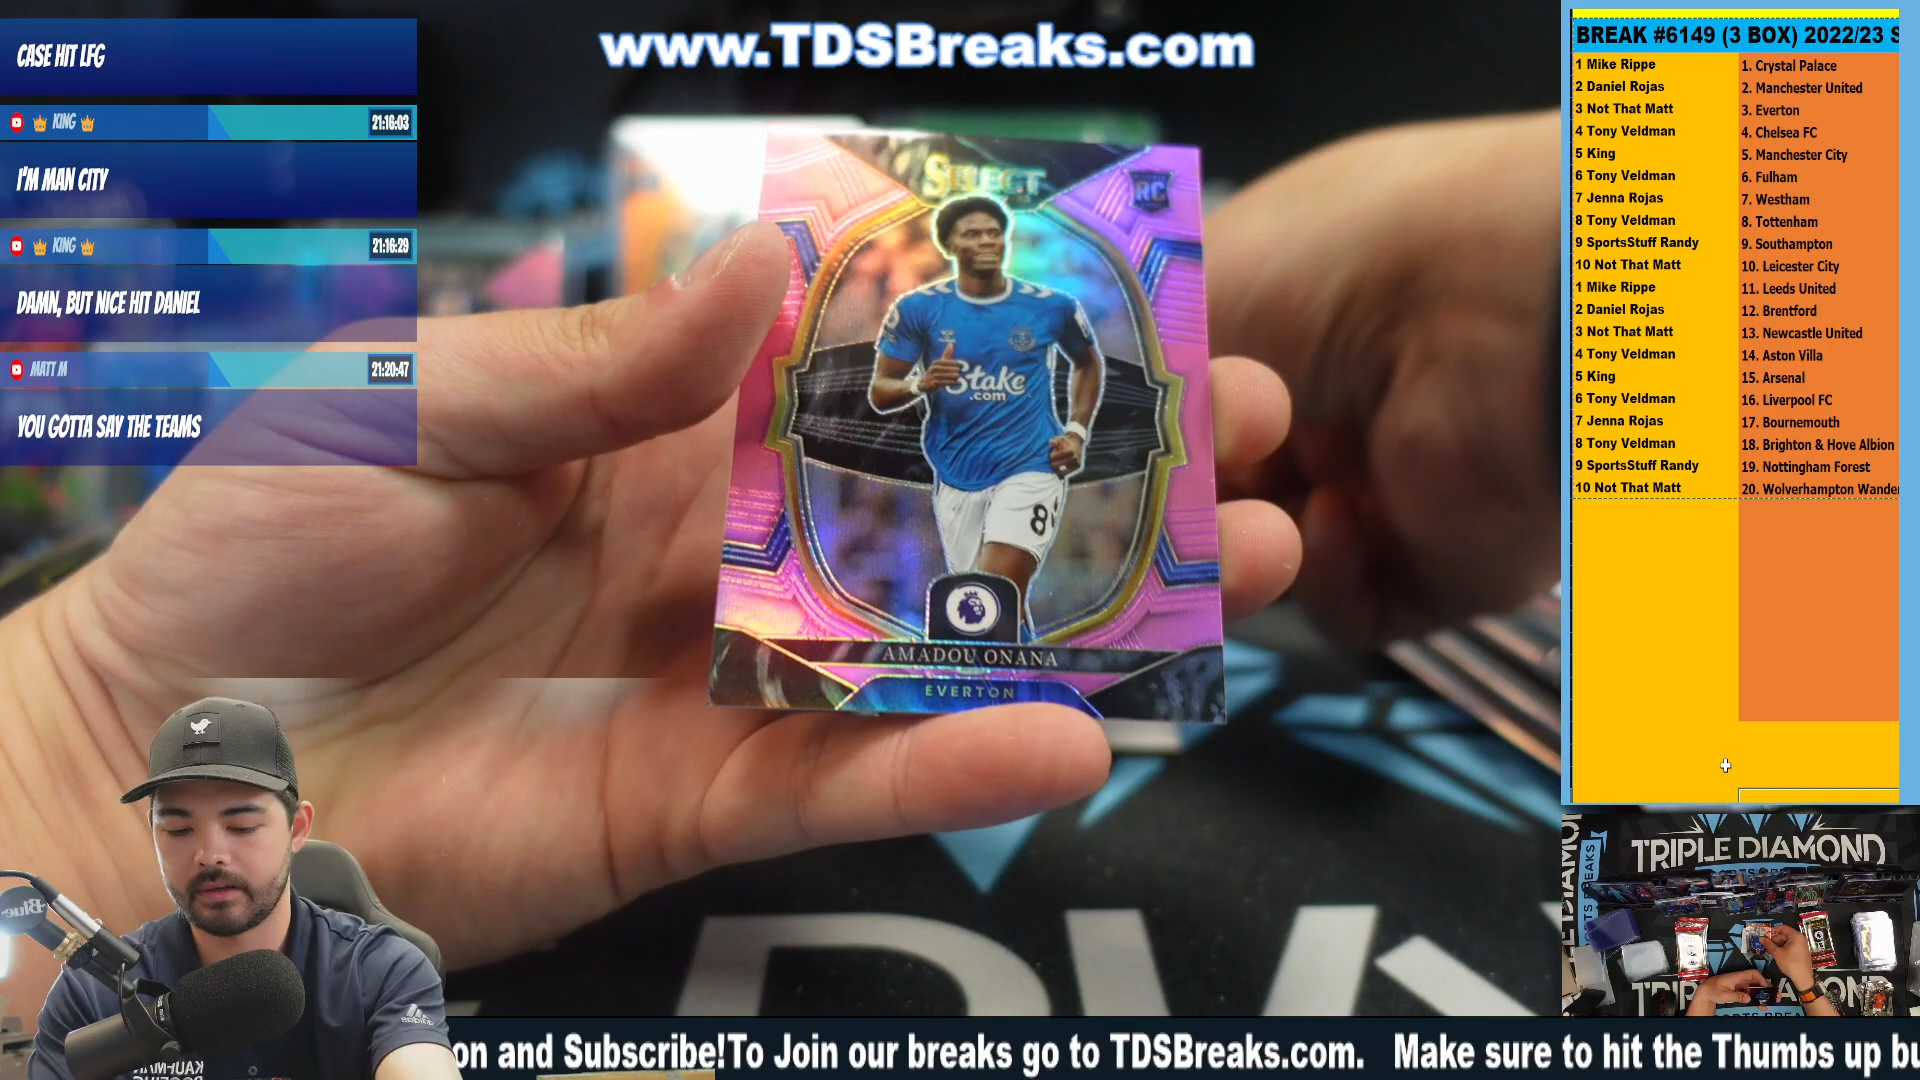 www.TDSBreaks.com
CASE HIT LFG
KING
21:16:03
I'M MAN CITY
KING
21:16:29
DAMN, BUT NICE HIT DANIEL
MATT M
21:20:47
YOU GOTTA SAY THE TEAMS
SELECT
RC
Stake
.com
8
AMADOU ONANA
EVERTON
BREAK #6149 (3 BOX) 2022/23 S
1 Mike Rippe 1. Crystal Palace
2 Daniel Rojas 2. Manchester United
3 Not That Matt 3. Everton
4 Tony Veldman 4. Chelsea FC
5 King 5. Manchester City
6 Tony Veldman 6. Fulham
7 Jenna Rojas 7. Westham
8 Tony Veldman 8. Tottenham
9 SportsStuff Randy 9. Southampton
10 Not That Matt 10. Leicester City
1 Mike Rippe 11. Leeds United
2 Daniel Rojas 12. Brentford
3 Not That Matt 13. Newcastle United
4 Tony Veldman 14. Aston Villa
5 King 15. Arsenal
6 Tony Veldman 16. Liverpool FC
7 Jenna Rojas 17. Bournemouth
8 Tony Veldman 18. Brighton & Hove Albion
9 SportsStuff Randy 19. Nottingham Forest
10 Not That Matt 20. Wolverhampton Wande
TRIPLE DIAMOND
Blue
adidas
on and Subscribe!To Join our breaks go to TDSBreaks.com. Make sure to hit the Thumbs up bu